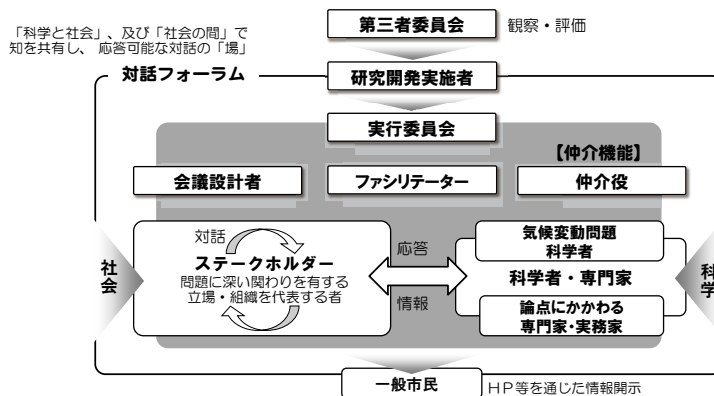 「科学と社会」、及び「社会の間」で
知を共有し、 応答可能な対話の「場」
第三者委員会
観察・評価
対話フォーラム
研究開発実施者
実行委員会
【仲介機能】
会議設計者
ファシリテーター
仲介役
社会
対話
ステークホルダー
問題に深い関わりを有する
立場・組織を代表する者
応答
情報
気候変動問題
科学者
科学者・専門家
論点にかかわる
専門家・実務家
科学
一般市民
HP等を通じた情報開示